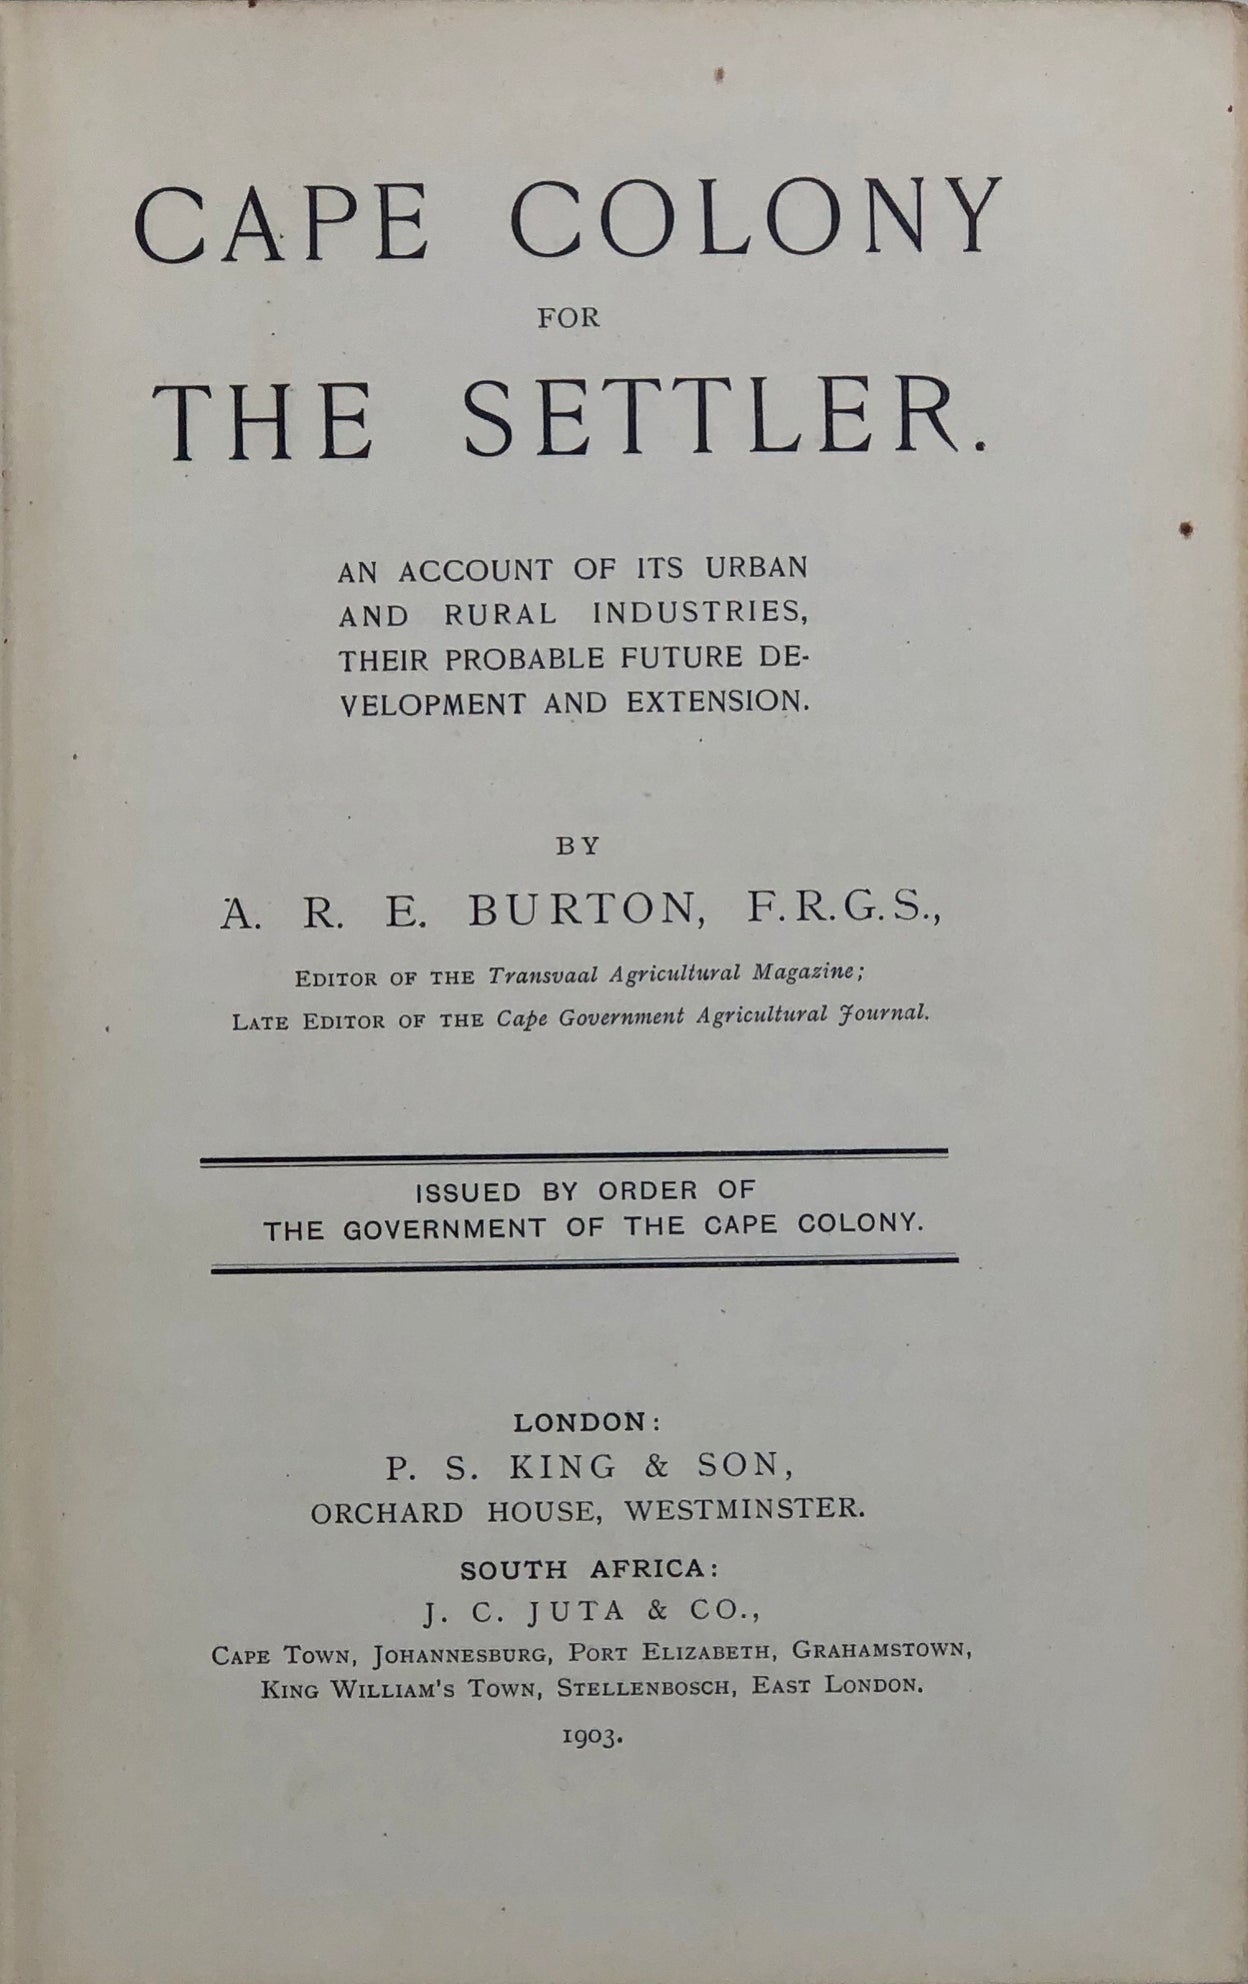 CAPE COLONY
FOR
THE SETTLER.
AN ACCOUNT OF ITS URBAN
AND RURAL INDUSTRIES,
THEIR PROBABLE FUTURE DE-
VELOPMENT AND EXTENSION.
BY
A. R. E. BURTON, F.R.G.S.,
EDITOR OF THE Transvaal Agricultural Magazine;
LATE EDITOR OF THE Cape Government Agricultural Journal.
ISSUED BY ORDER OF
THE GOVERNMENT OF THE CAPE COLONY.
LONDON:
P. S. KING & SON,
ORCHARD HOUSE, WESTMINSTER.
SOUTH AFRICA:
J. C. JUTA & CO.,
CAPE TOWN, JOHANNESBURG, PORT ELIZABETH, GRAHAMSTOWN,
KING WILLIAM'S TOWN, STELLENBOSCH, EAST LONDON.
1903.